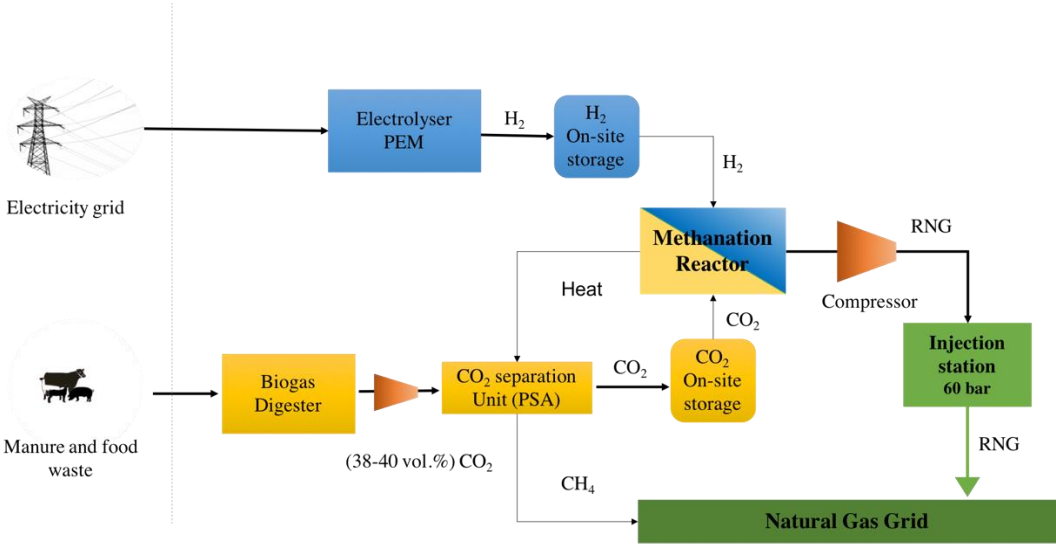 Electrolyser
PEM
H₂
H₂
On-site
storage
H₂
Electricity grid
Methanation
Reactor
RNG
Heat
Compressor
CO₂
Injection
station
60 bar
Biogas
Digester
CO₂ separation
Unit (PSA)
CO₂
CO₂
On-site
storage
Manure and food
waste
(38-40 vol.%) CO₂
RNG
CH₄
Natural Gas Grid